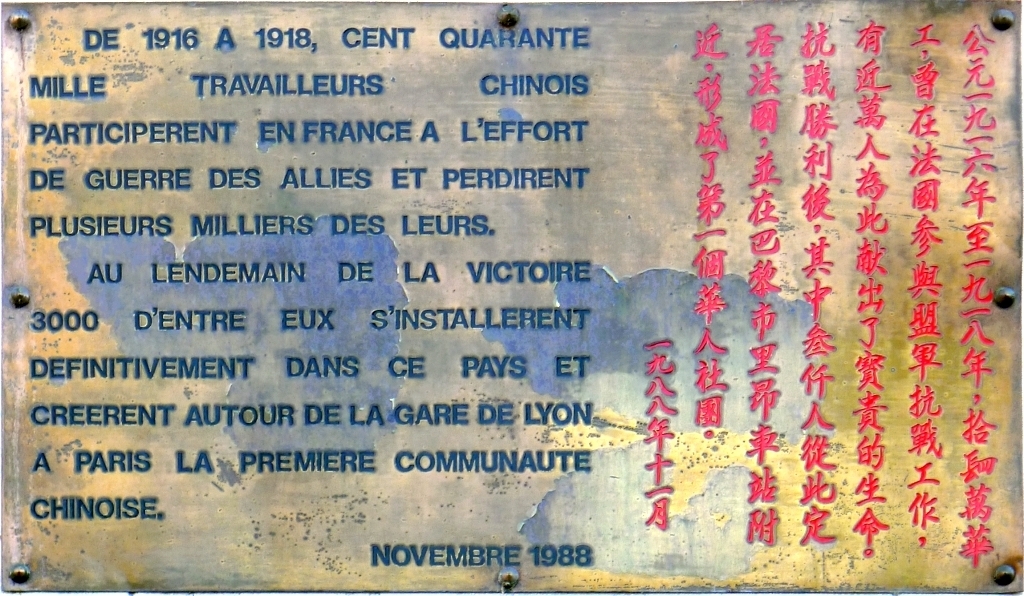 DE 1916 A 1918, CENT QUARANTE
MILLE TRAVAILLEURS CHINOIS
PARTICIPERENT EN FRANCE A L'EFFORT
DE GUERRE DES ALLIES ET PERDIRENT
PLUSIEURS MILLIERS DES LEURS.
AU LENDEMAIN DE LA VICTOIRE
3000 D'ENTRE EUX S'INSTALLERENT
DEFINITIVEMENT DANS CE PAYS ET
CREERENT AUTOUR DE LA GARE DE LYON
A PARIS LA PREMIERE COMMUNAUTE
CHINOISE.
NOVEMBRE 1988
公元一九一六年至一九一八年，拾肆萬華
工，曾在法國参與盟軍抗戰工作，
有近萬人為此献出了寶貴的生命。
抗戰勝利後，其中叁仟人從此定
居法國，並在巴黎市里昂車站附
近，形成了第一個華人社團。
一九八八年十一月